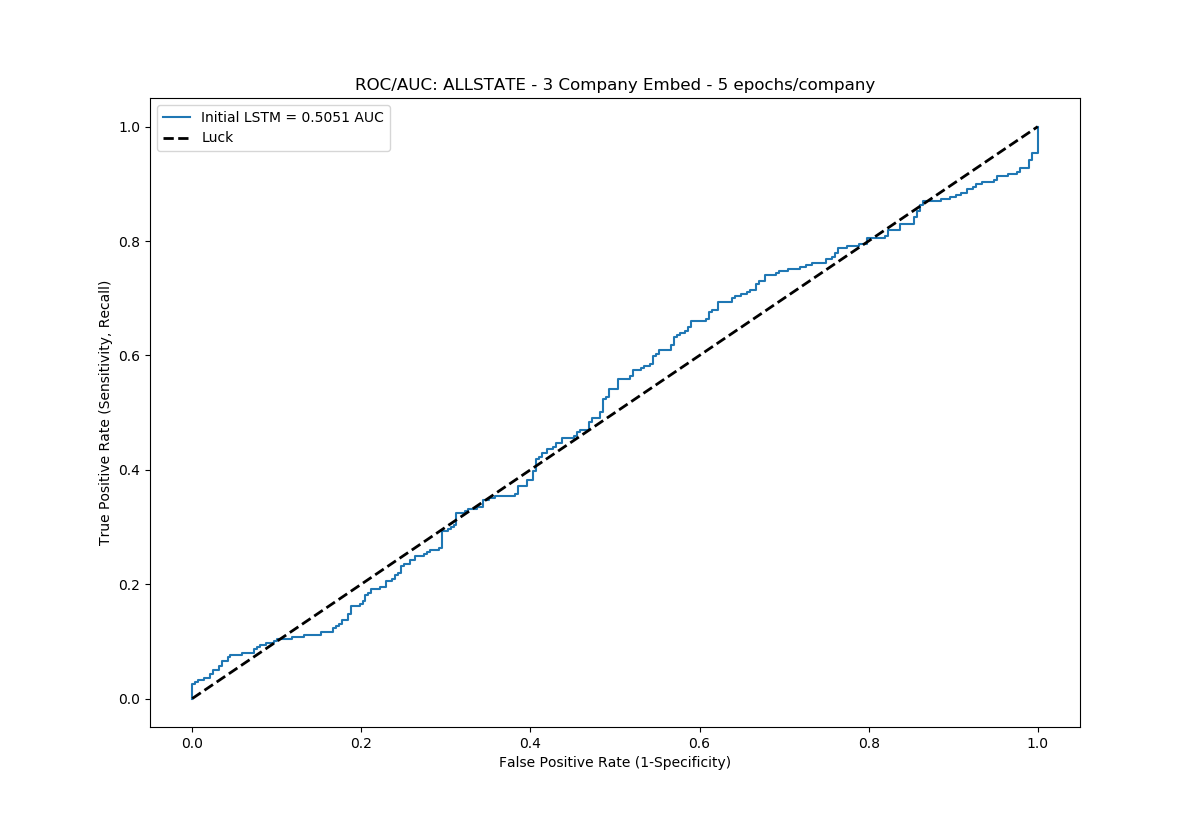 ROC/AUC: ALLSTATE - 3 Company Embed - 5 epochs/company
Initial LSTM = 0.5051 AUC
Luck
1.0
0.8
0.6
0.4
0.2
0.0
True Positive Rate (Sensitivity, Recall)
0.0 0.2 0.4 0.6 0.8 1.0
False Positive Rate (1-Specificity)